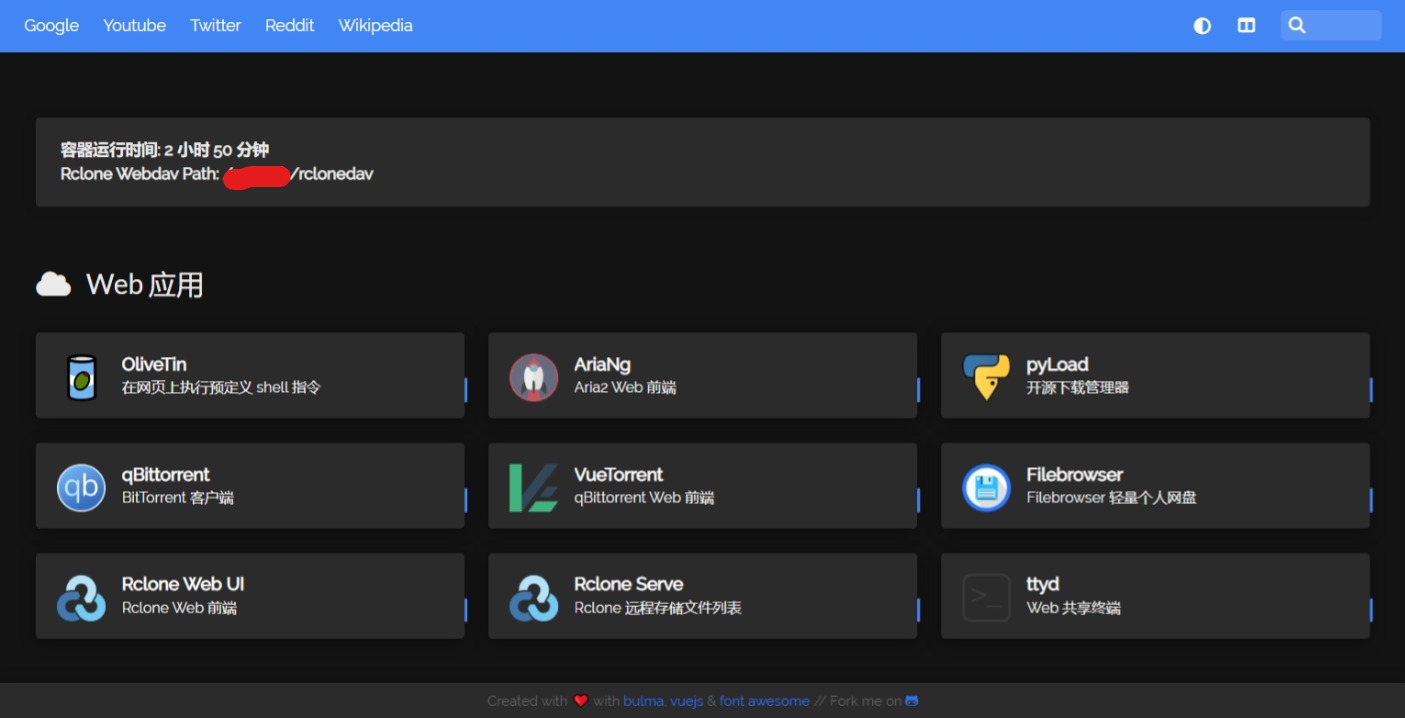 Google Youtube Twitter Reddit Wikipedia
容器运行时间: 2 小时 50 分钟
Rclone Webdav Path: /rclonedav
Web 应用
OliveTin
在网页上执行预定义 shell 指令
AriaNg
Aria2 Web 前端
pyLoad
开源下载管理器
qBittorrent
BitTorrent 客户端
VueTorrent
qBittorrent Web 前端
Filebrowser
Filebrowser 轻量个人网盘
Rclone Web UI
Rclone Web 前端
Rclone Serve
Rclone 远程存储文件列表
ttyd
Web 共享终端
Created with ❤️ with bulma, vuejs & font awesome // Fork me on